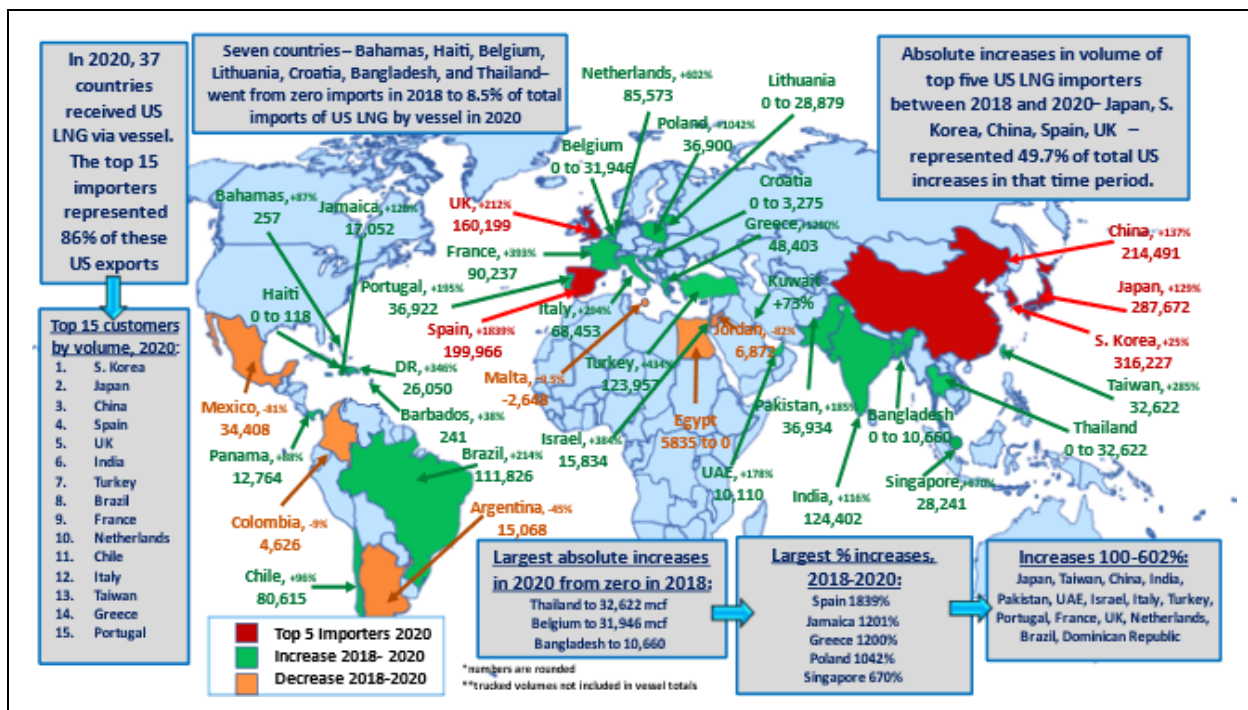 In 2020, 37
countries
received US
LNG via vessel.
The top 15
importers
represented
86% of these
US exports
Seven countries– Bahamas, Haiti, Belgium,
Lithuania, Croatia, Bangladesh, and Thailand–
went from zero imports in 2018 to 8.5% of total
imports of US LNG by vessel in 2020
Absolute increases in volume of
top five US LNG importers
between 2018 and 2020– Japan, S.
Korea, China, Spain, UK –
represented 49.7% of total US
increases in that time period.
Netherlands, +602%
85,573
Lithuania
0 to 28,879
Poland, +1042%
36,900
Belgium
0 to 31,946
Croatia
0 to 3,275
Greece,
48,403
Bahamas, +87%
257
Jamaica,
17,052
UK, +212%
160,199
France, +393%
90,237
Portugal, +195%
36,922
Spain, +1839%
199,966
Italy,
68,453
Kuwait
+73%
China, +137%
214,491
Japan, +129%
287,672
S. Korea, +25%
316,227
Taiwan, +285%
32,622
Haiti
0 to 118
Jordan, -82%
6,872
Turkey, +434%
123,957
Malta,
-2,648
DR, +346%
26,050
Barbados, +38%
241
Mexico, -81%
34,408
Panama,
12,764
Brazil, +214%
111,826
Israel, +384%
15,834
Egypt
5835 to 0
Pakistan, +185%
36,934
Bangladesh
0 to 10,660
Thailand
0 to 32,622
UAE, +178%
10,110
India, +116%
124,402
Singapore,
28,241
Colombia, -9%
4,626
Argentina, -45%
15,068
Chile, +96%
80,615
Top 15 customers
by volume, 2020:
1. S. Korea
2. Japan
3. China
4. Spain
5. UK
6. India
7. Turkey
8. Brazil
9. France
10. Netherlands
11. Chile
12. Italy
13. Taiwan
14. Greece
15. Portugal
Top 5 Importers 2020
Increase 2018- 2020
Decrease 2018-2020
*numbers are rounded
**trucked volumes not included in vessel totals
Largest absolute increases
in 2020 from zero in 2018:
Thailand to 32,622 mcf
Belgium to 31,946 mcf
Bangladesh to 10,660
Largest % increases,
2018-2020:
Spain 1839%
Jamaica 1201%
Greece 1200%
Poland 1042%
Singapore 670%
Increases 100-602%:
Japan, Taiwan, China, India,
Pakistan, UAE, Israel, Italy, Turkey,
Portugal, France, UK, Netherlands,
Brazil, Dominican Republic